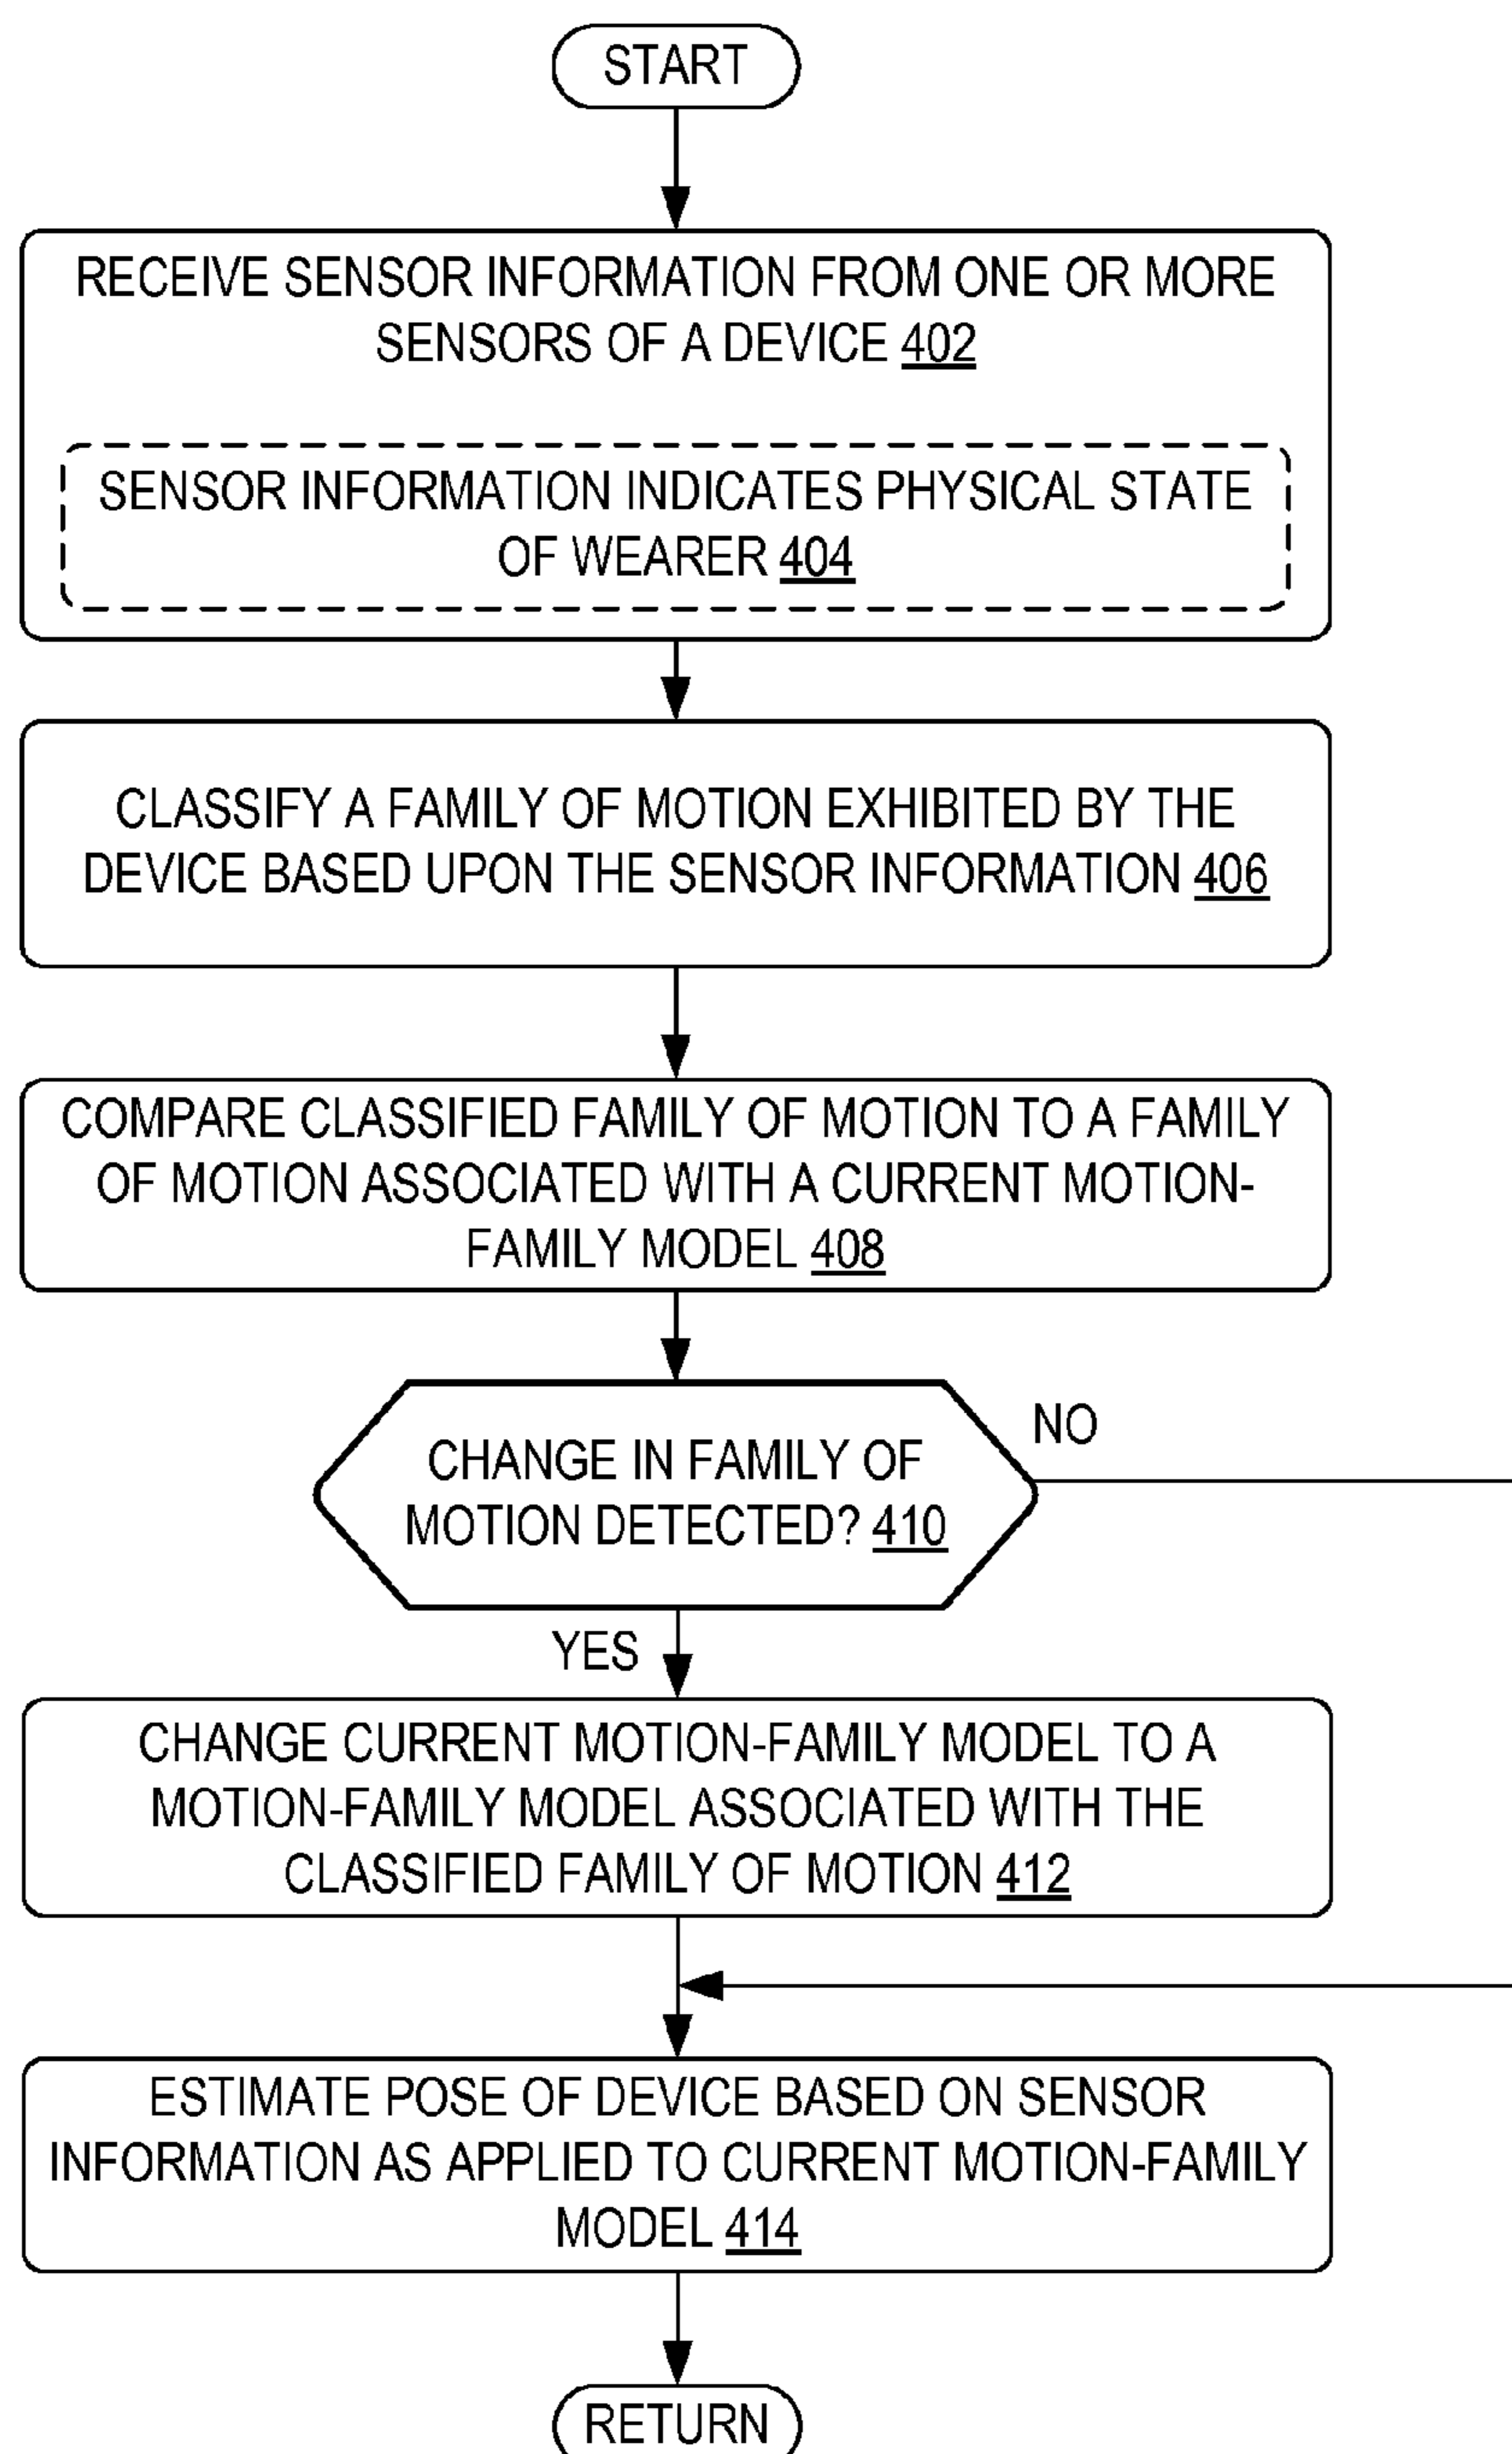 START
RECEIVE SENSOR INFORMATION FROM ONE OR MORE
SENSORS OF A DEVICE 402
SENSOR INFORMATION INDICATES PHYSICAL STATE
OF WEARER 404
CLASSIFY A FAMILY OF MOTION EXHIBITED BY THE
DEVICE BASED UPON THE SENSOR INFORMATION 406
COMPARE CLASSIFIED FAMILY OF MOTION TO A FAMILY
OF MOTION ASSOCIATED WITH A CURRENT MOTION-
FAMILY MODEL 408
NO
CHANGE IN FAMILY OF
MOTION DETECTED? 410
YES
CHANGE CURRENT MOTION-FAMILY MODEL TO A
MOTION-FAMILY MODEL ASSOCIATED WITH THE
CLASSIFIED FAMILY OF MOTION 412
ESTIMATE POSE OF DEVICE BASED ON SENSOR
INFORMATION AS APPLIED TO CURRENT MOTION-FAMILY
MODEL 414
RETURN